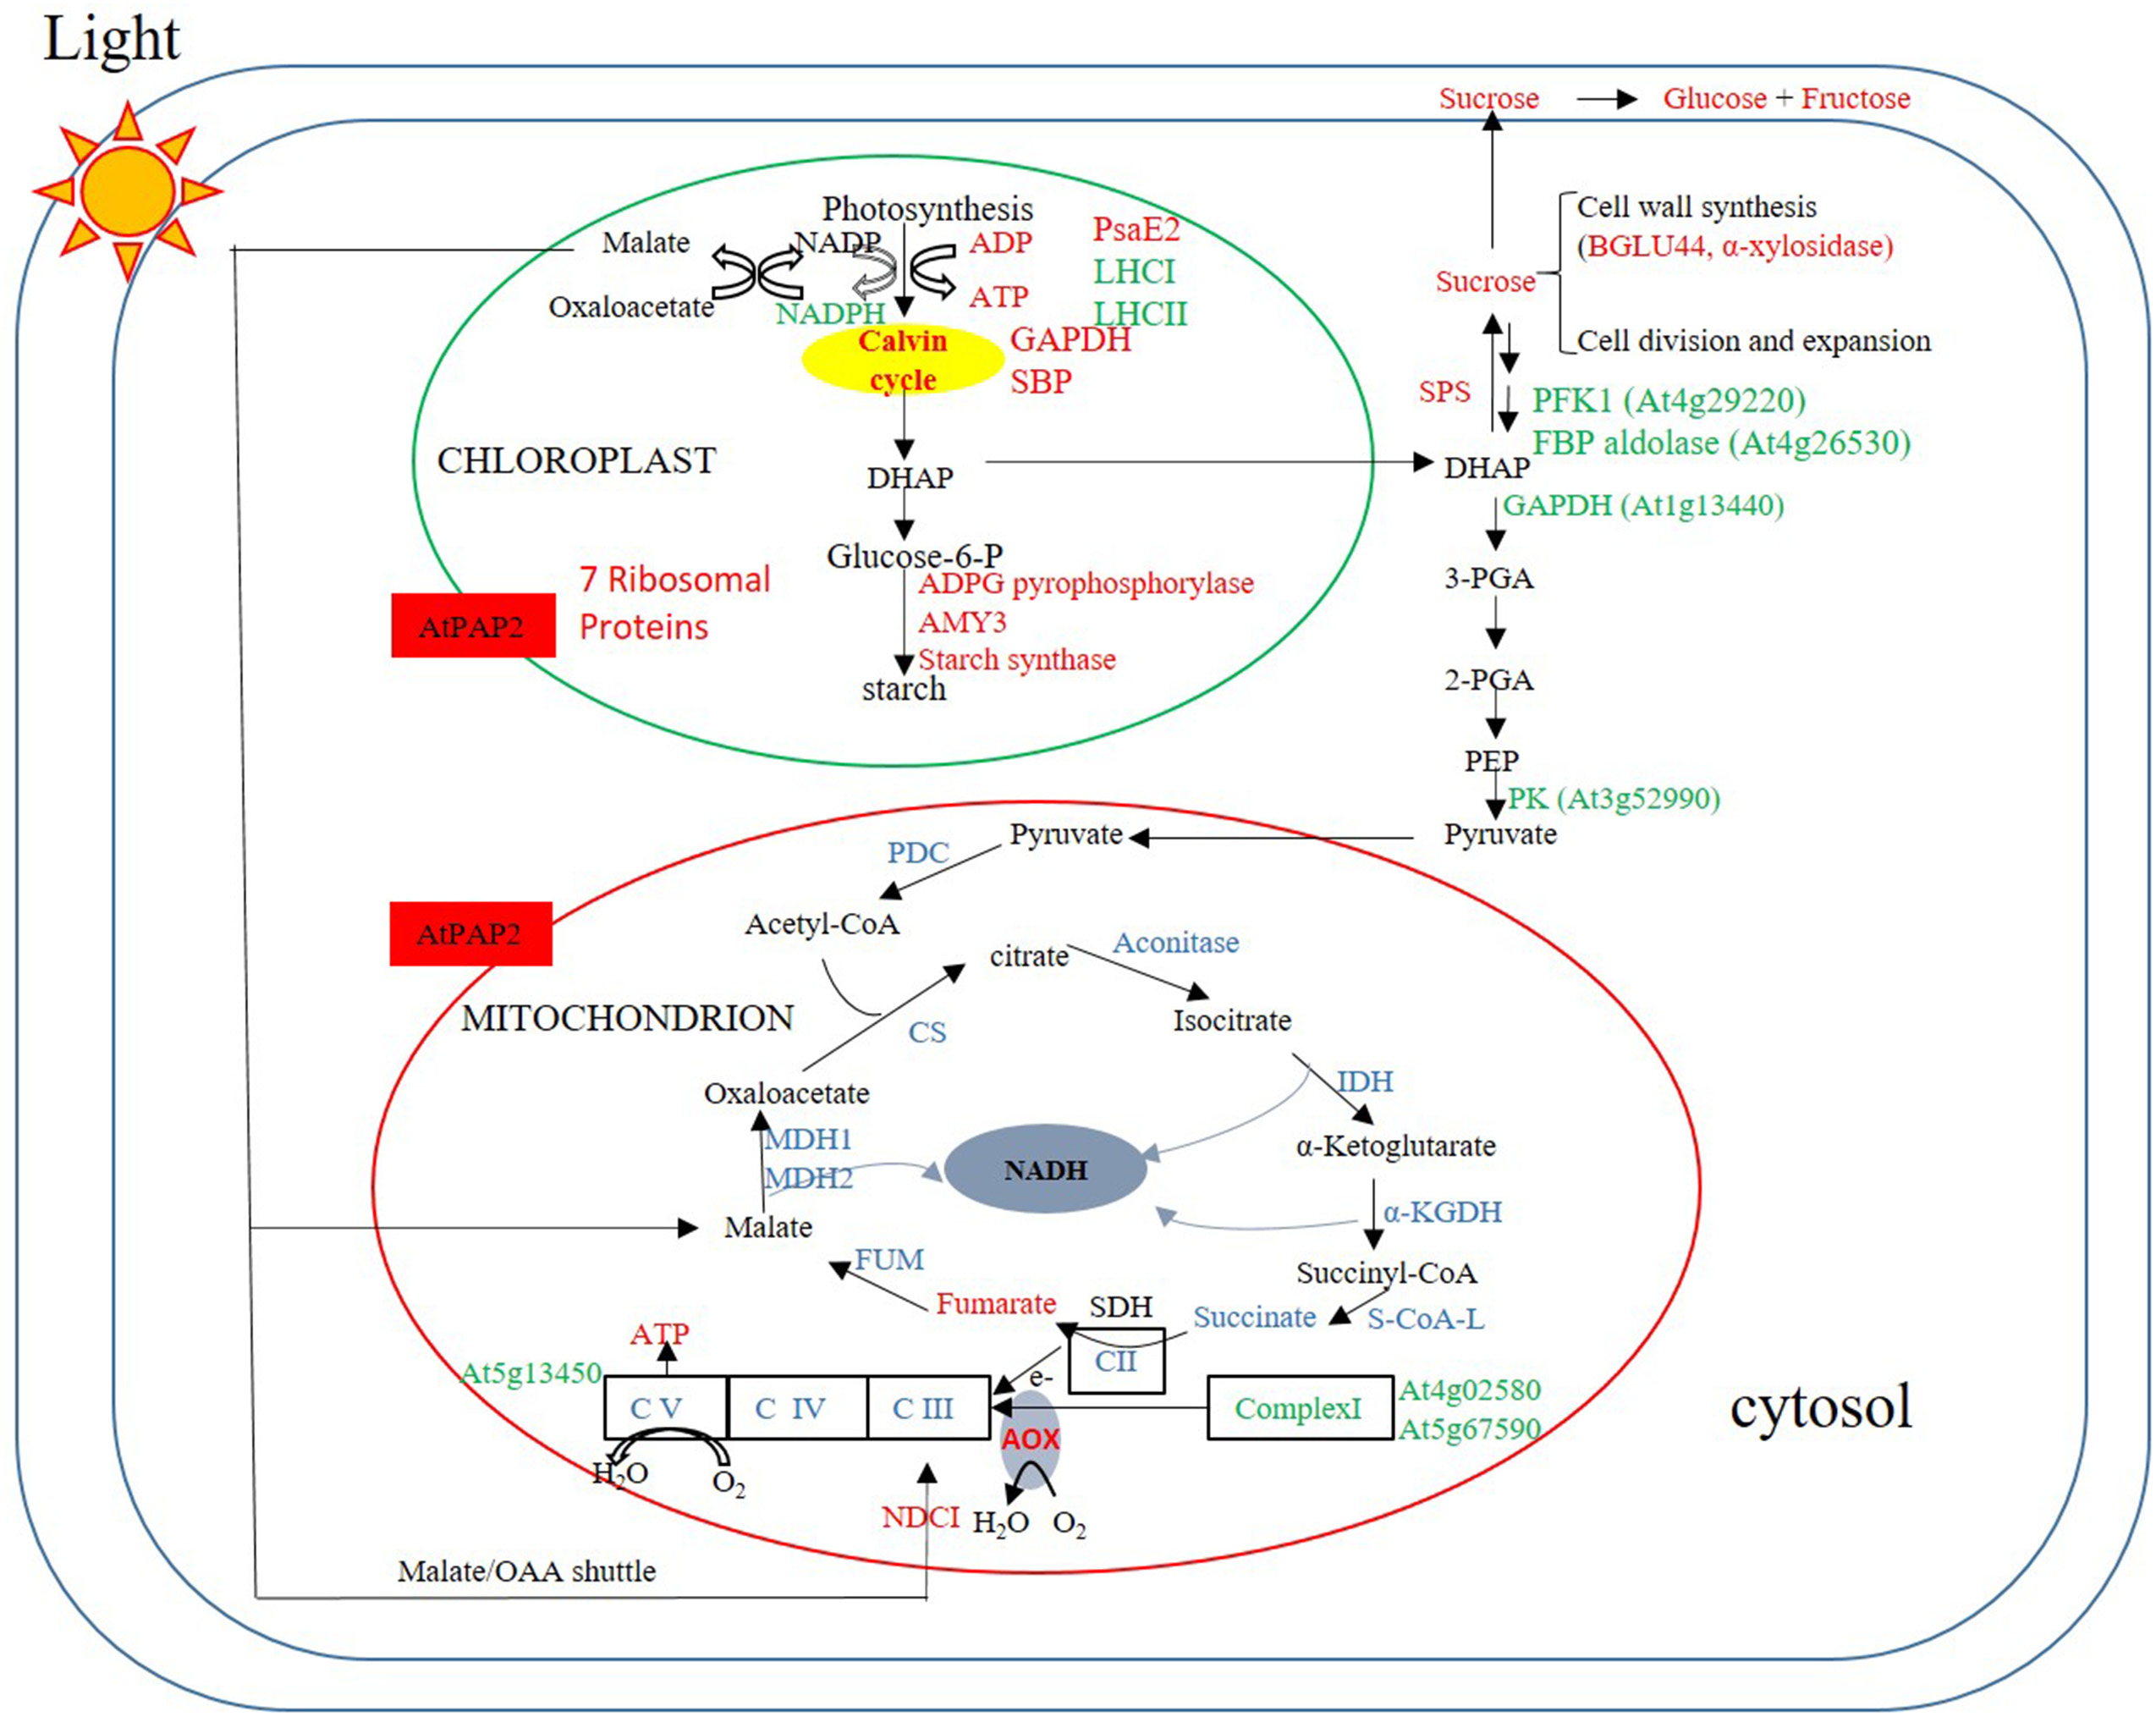 Light
Sucrose → Glucose + Fructose
Photosynthesis
Malate
NADP
ADP
PsaE2
LHCI
LHCII
Oxaloacetate
NADPH
ATP
Calvin
cycle
GAPDH
SBP
CHLOROPLAST
DHAP
Glucose-6-P
ADPG pyrophosphorylase
AMY3
Starch synthase
starch
7 Ribosomal
Proteins
AtPAP2
Cell wall synthesis
(BGLU44, α-xylosidase)
Sucrose
Cell division and expansion
SPS
PFK1 (At4g29220)
FBP aldolase (At4g26530)
DHAP
GAPDH (At1g13440)
3-PGA
2-PGA
PEP
PK (At3g52990)
Pyruvate
Pyruvate
PDC
Acetyl-CoA
AtPAP2
citrate
Aconitase
MITOCHONDRION
CS
Isocitrate
Oxaloacetate
IDH
MDH1
MDH2
NADH
α-Ketoglutarate
Malate
α-KGDH
FUM
Succinyl-CoA
Fumarate
SDH
Succinate
S-CoA-L
ATP
CII
At5g13450
e-
C V
C IV
C III
ComplexI
At4g02580
At5g67590
AOX
cytosol
H2O
O2
NDCI
H2O
O2
Malate/OAA shuttle